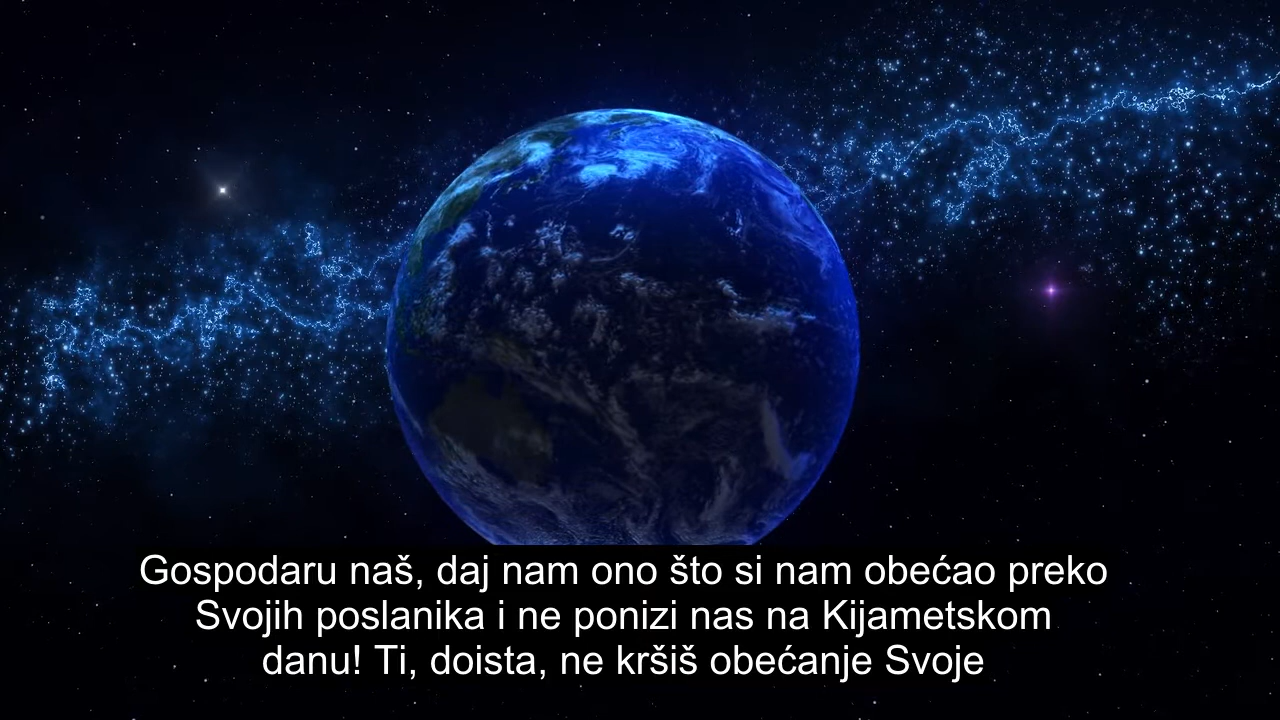 Gospodaru naš, daj nam ono što si nam obećao preko
Svojih poslanika i ne ponizi nas na Kijametskom
danu! Ti, doista, ne kršiš obećanje Svoje